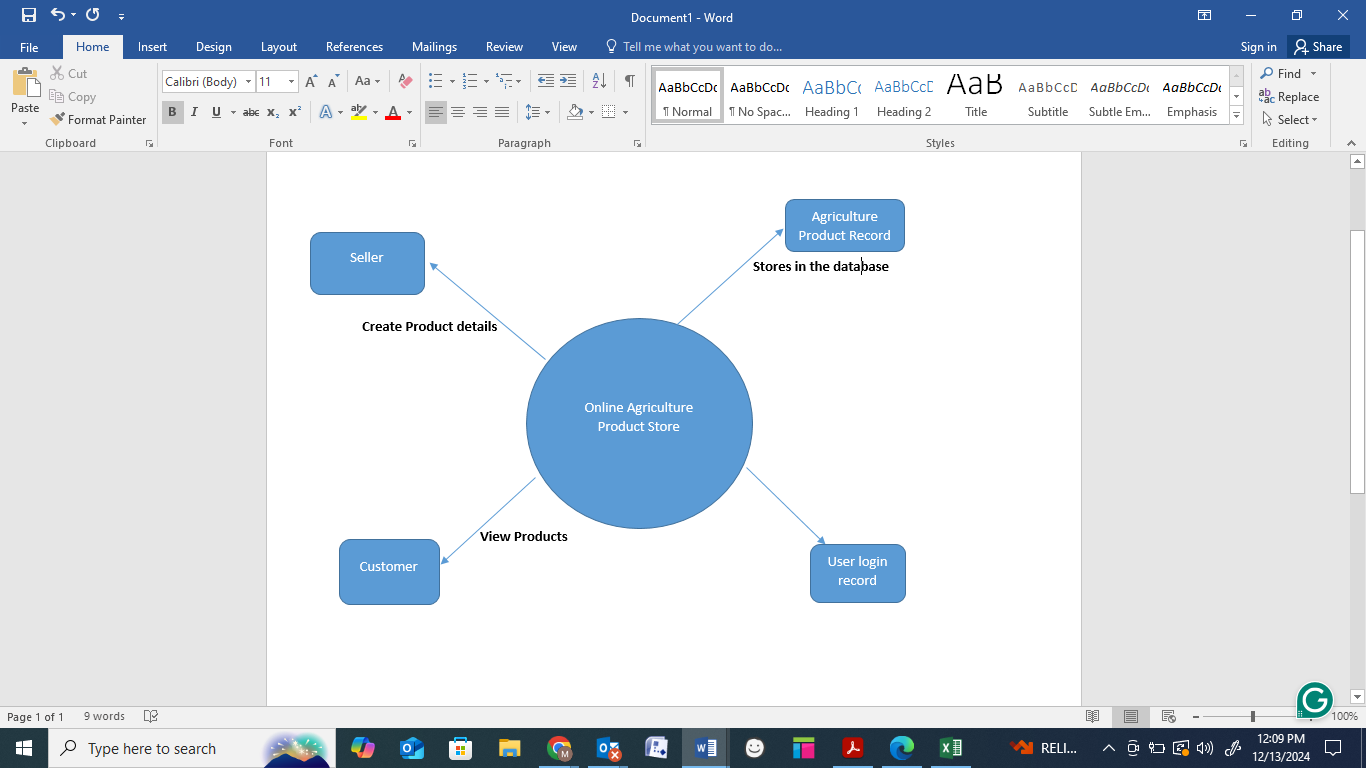 Document1 - Word
File Home Insert Design Layout References Mailings Review View Tell me what you want to do... Sign in Share
Paste
Cut
Copy
Format Painter
Calibri (Body) 11 Aa
B I U abc x₂ x² A ab A
AaBbCcDc AaBbCcDc AaBbCc AaBbCcD AaB AaBbCcD AaBbCcDc AaBbCcDc
¶ Normal ¶ No Spac... Heading 1 Heading 2 Title Subtitle Subtle Em... Emphasis
Find
Replace
Select
Clipboard Font Paragraph Styles Editing
Agriculture
Product Record
Stores in the database
Seller
Create Product details
Online Agriculture
Product Store
View Products
Customer
User login
record
Page 1 of 1 9 words 100%
Type here to search
RELI...
12:09 PM
12/13/2024